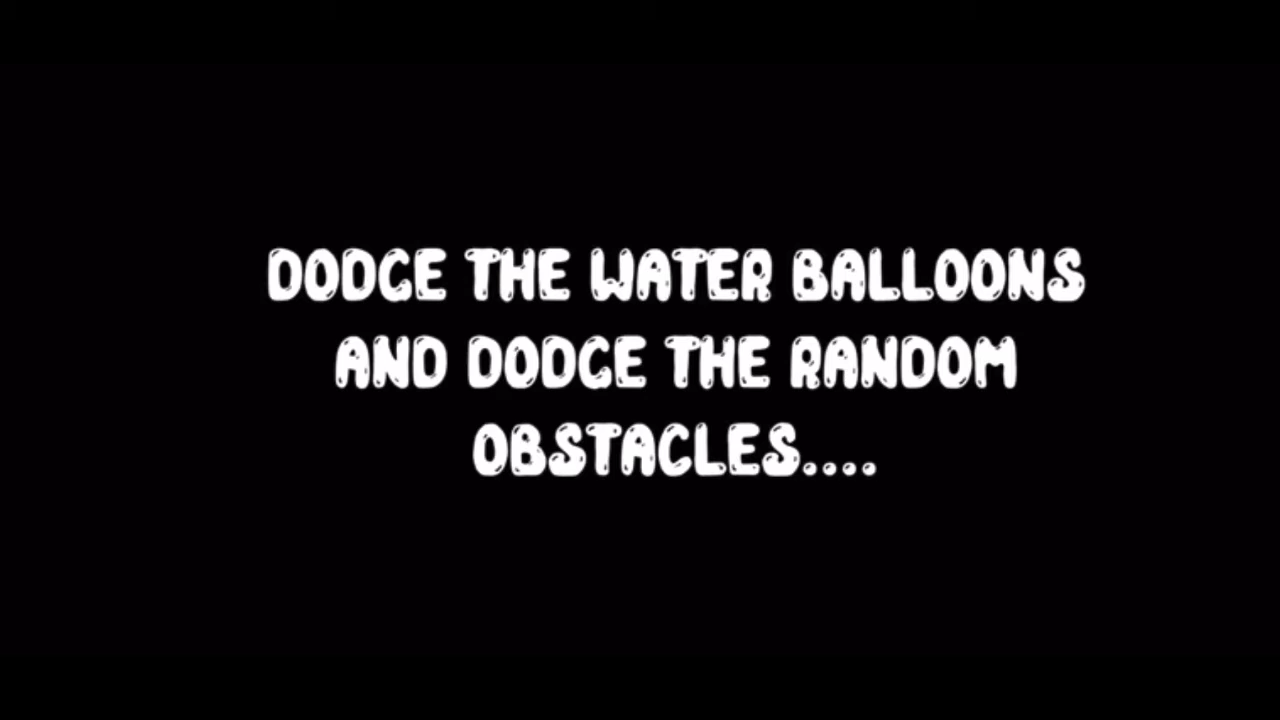 DODGE THE WATER BALLOONS
AND DODGE THE RANDOM
OBSTACLES....